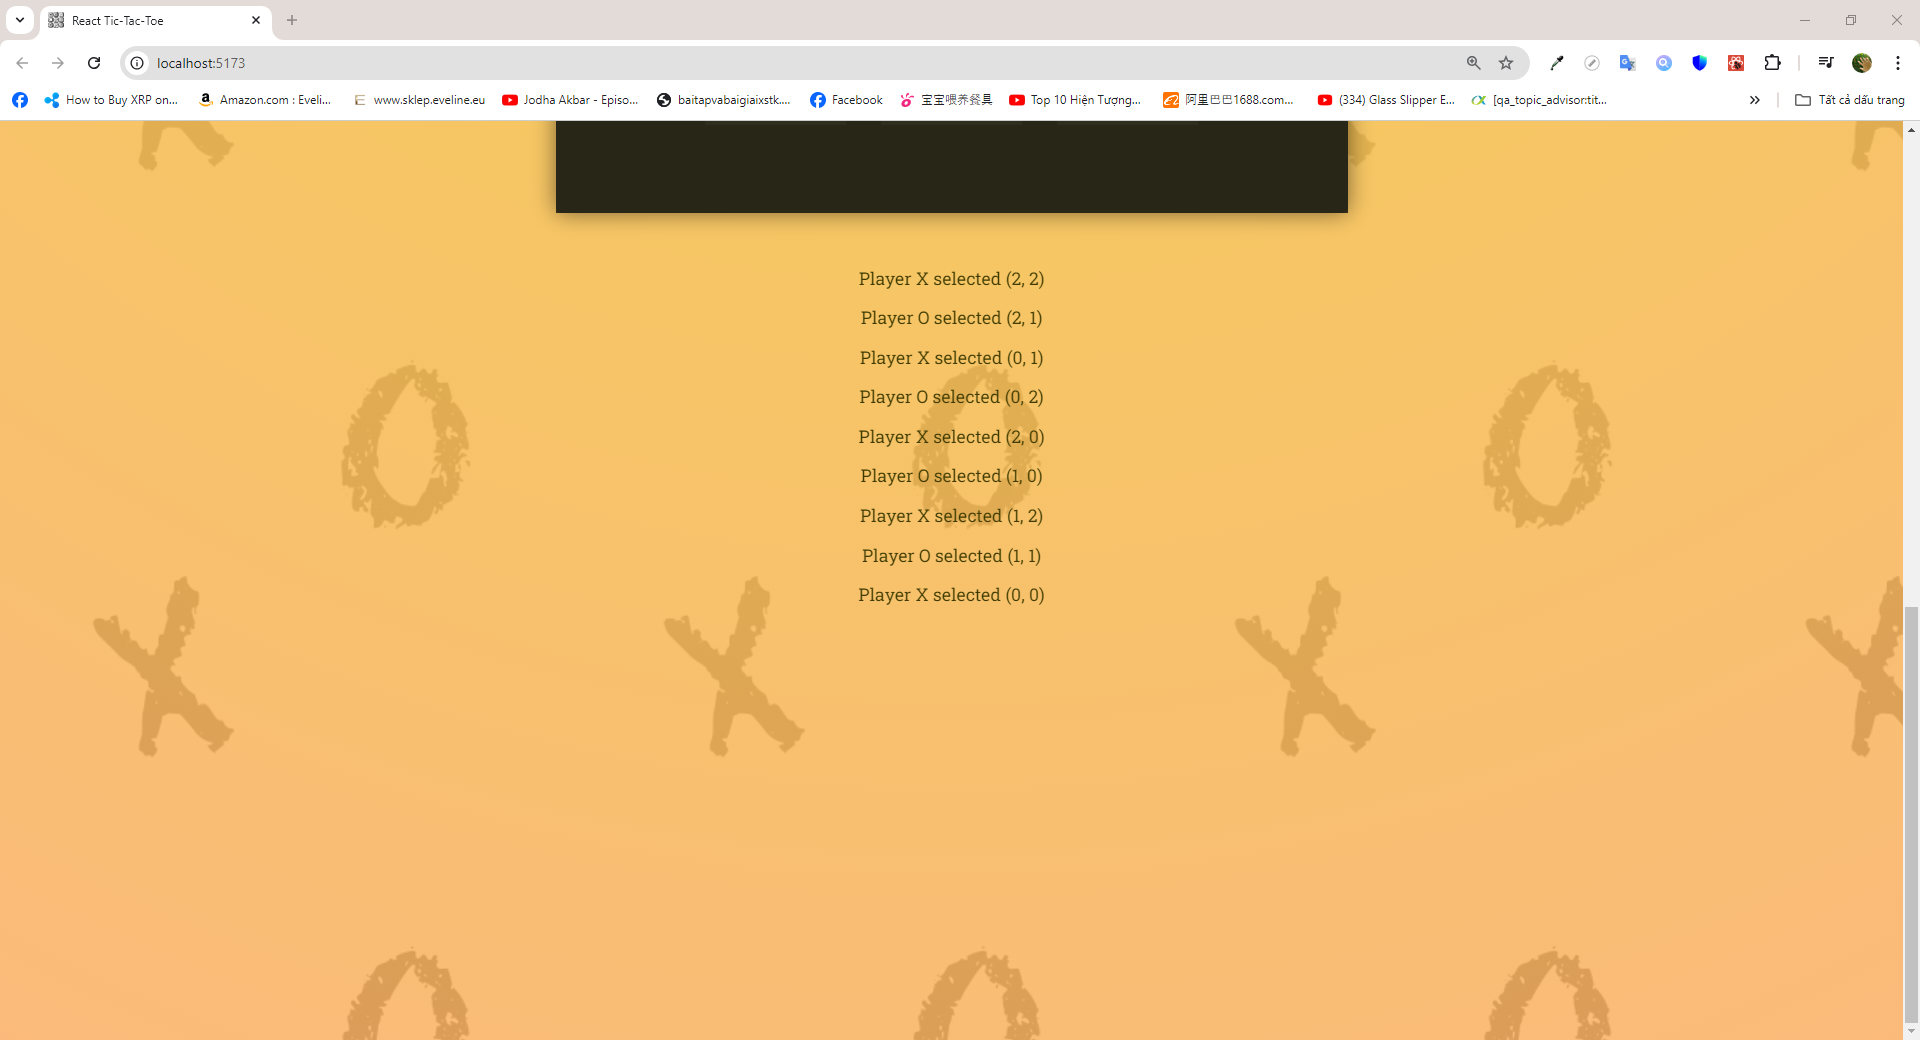 React Tic-Tac-Toe
localhost:5173
How to Buy XRP on...
Amazon.com : Eveli...
www.sklep.eveline.eu
Jodha Akbar - Episo...
baitapvabaigiaixstk....
Facebook
宝宝喂养餐具
Top 10 Hiện Tượng...
阿里巴巴1688.com...
(334) Glass Slipper E...
[qa_topic_advisor:tit...
Tất cả dấu trang
Player X selected (2, 2)
Player O selected (2, 1)
Player X selected (0, 1)
Player O selected (0, 2)
Player X selected (2, 0)
Player O selected (1, 0)
Player X selected (1, 2)
Player O selected (1, 1)
Player X selected (0, 0)